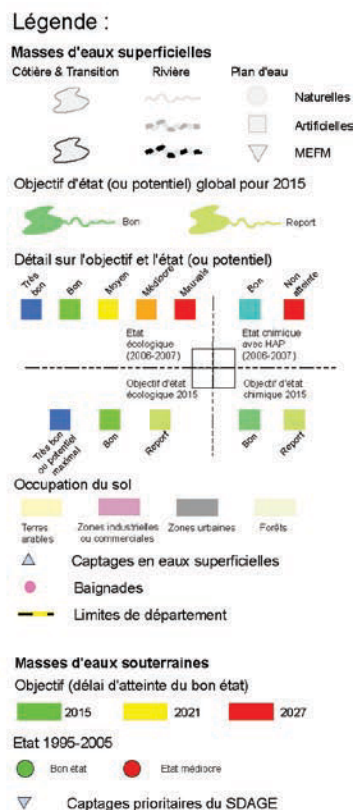 Légende :
Masses d'eaux superficielles
Côtière & Transition Rivière Plan d'eau
Naturelles
Artificielles
MEFM
Objectif d'état (ou potentiel) global pour 2015
Bon Report
Détail sur l'objectif et l'état (ou potentiel)
Très bon Bon Moyen Médiocre Mauvais Bon Non atteinte
Etat écologique (2006-2007)
Etat chimique avec HAP (2006-2007)
Objectif d'état écologique 2015
Objectif d'état chimique 2015
Très bon ou potentiel maximal Bon Report Bon Report
Occupation du sol
Terres arables
Zones industrielles ou commerciales
Zones urbaines
Forêts
Captages en eaux superficielles
Baignades
Limites de département
Masses d'eaux souterraines
Objectif (délai d'atteinte du bon état)
2015 2021 2027
Etat 1995-2005
Bon état Etat médiocre
Captages prioritaires du SDAGE